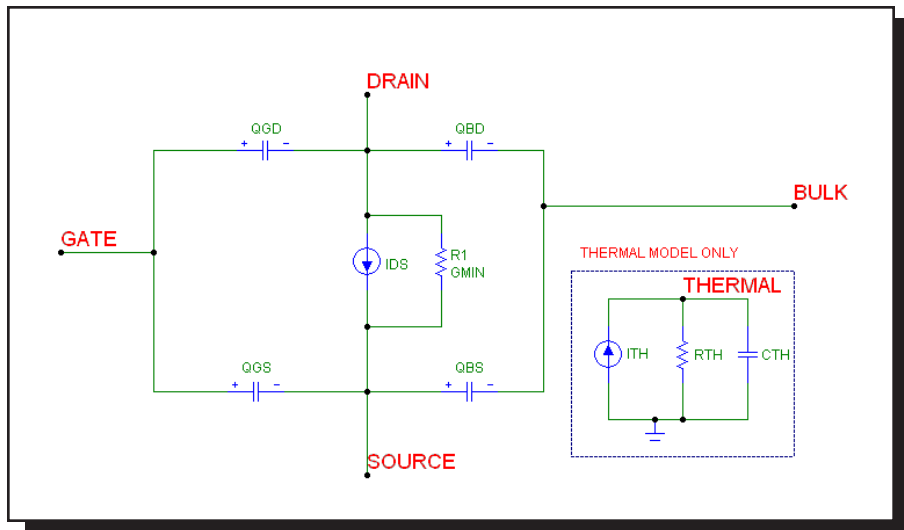 DRAIN
QGD
QBD
+ -
+ -
BULK
GATE
THERMAL MODEL ONLY
IDS
R1
GMIN
THERMAL
ITH
RTH
CTH
QGS
QBS
+ -
+ -
SOURCE